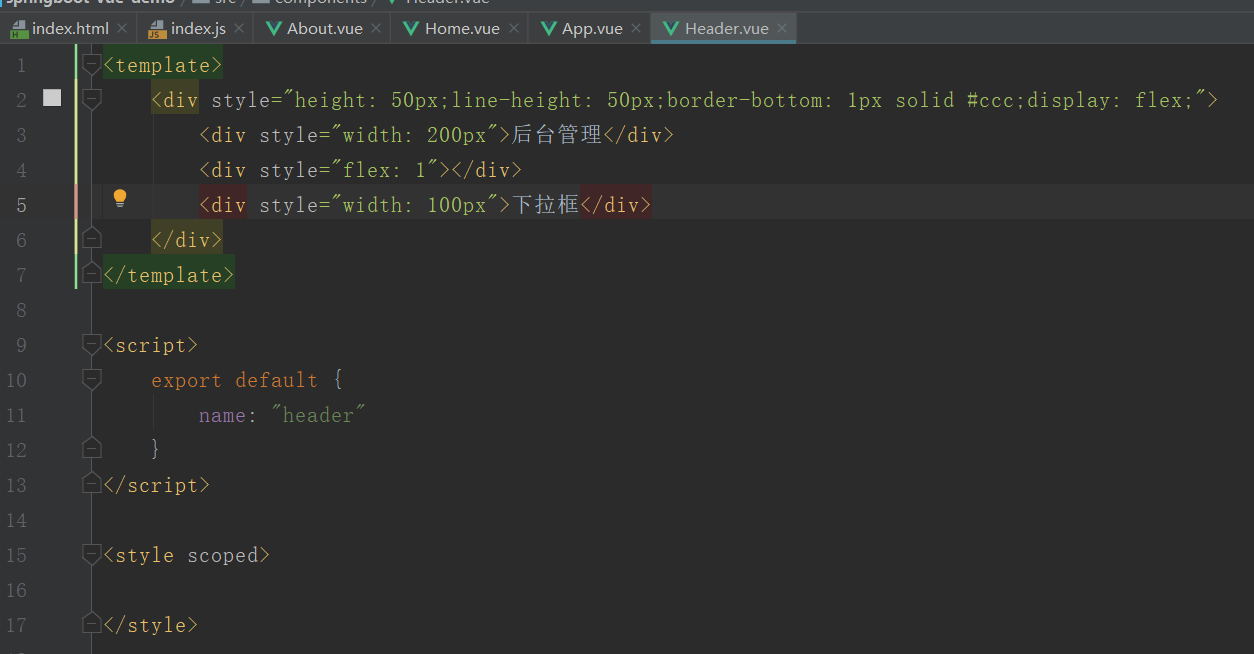 springboot-vue-demo / src / components / Header.vue
index.html × index.js × About.vue × Home.vue × App.vue × Header.vue ×
1 <template>
2 <div style="height: 50px;line-height: 50px;border-bottom: 1px solid #ccc;display: flex;">
3 <div style="width: 200px">后台管理</div>
4 <div style="flex: 1"></div>
5 <div style="width: 100px">下拉框</div>
6 </div>
7 </template>
8
9 <script>
10 export default {
11 name: "header"
12 }
13 </script>
14
15 <style scoped>
16
17 </style>